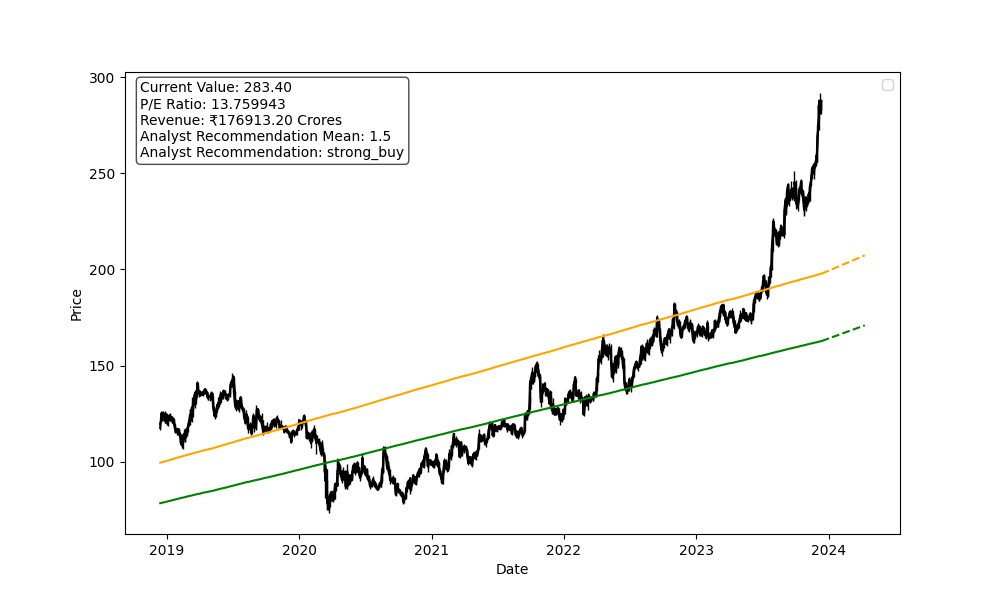 Current Value: 283.40
P/E Ratio: 13.759943
Revenue: ₹176913.20 Crores
Analyst Recommendation Mean: 1.5
Analyst Recommendation: strong_buy
300
250
200
150
100
Price
2019
2020
2021
2022
2023
2024
Date